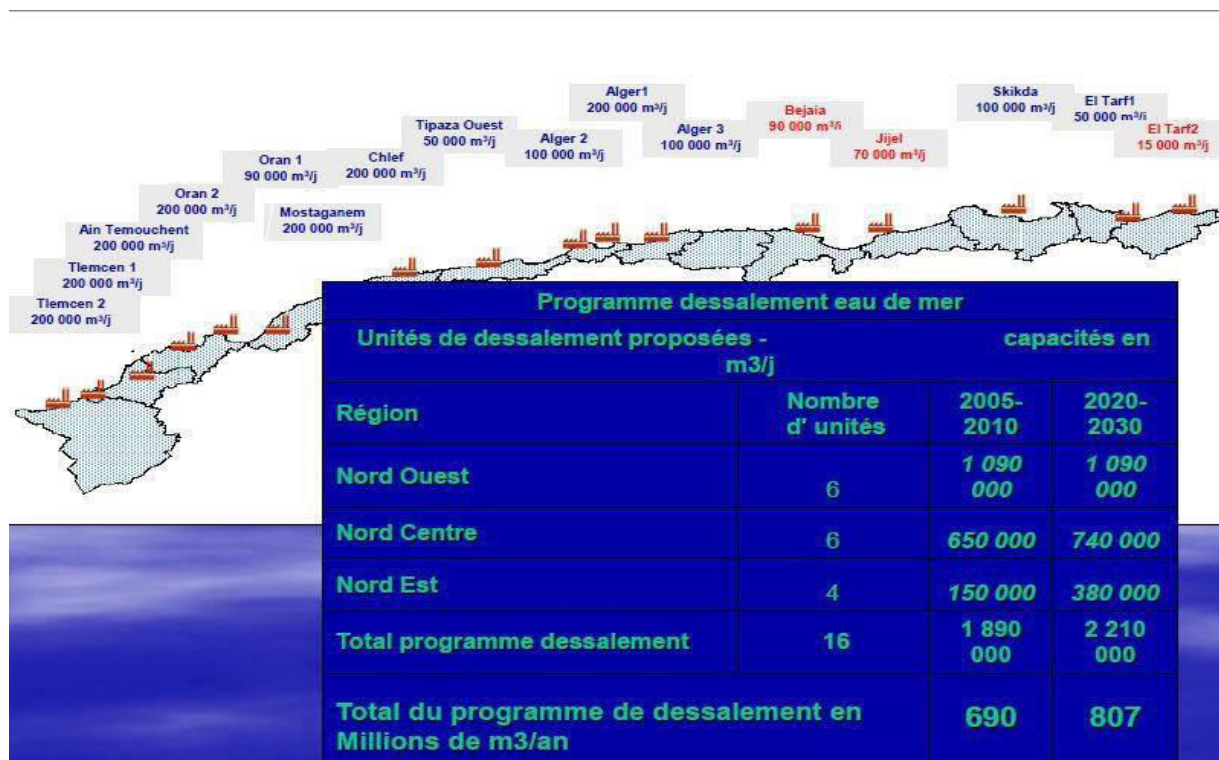 Alger1
200 000 m³/j
Skikda
100 000 m³/j
El Tarf1
50 000 m³/j
Bejaia
90 000 m³/j
Tipaza Ouest
50 000 m³/j
Alger 2
100 000 m³/j
Alger 3
100 000 m³/j
Jijel
70 000 m³/j
El Tarf2
15 000 m³/j
Oran 1
90 000 m³/j
Chlef
200 000 m³/j
Oran 2
200 000 m³/j
Mostaganem
200 000 m³/j
Ain Temouchent
200 000 m³/j
Tlemcen 1
200 000 m³/j
Tlemcen 2
200 000 m³/j
Programme dessalement eau de mer
Unités de dessalement proposées - capacités en
m3/j
Région
Nombre
d' unités
2005-
2010
2020-
2030
Nord Ouest
6
1 090
000
1 090
000
Nord Centre
6
650 000
740 000
Nord Est
4
150 000
380 000
Total programme dessalement
16
1 890
000
2 210
000
Total du programme de dessalement en
Millions de m3/an
690
807